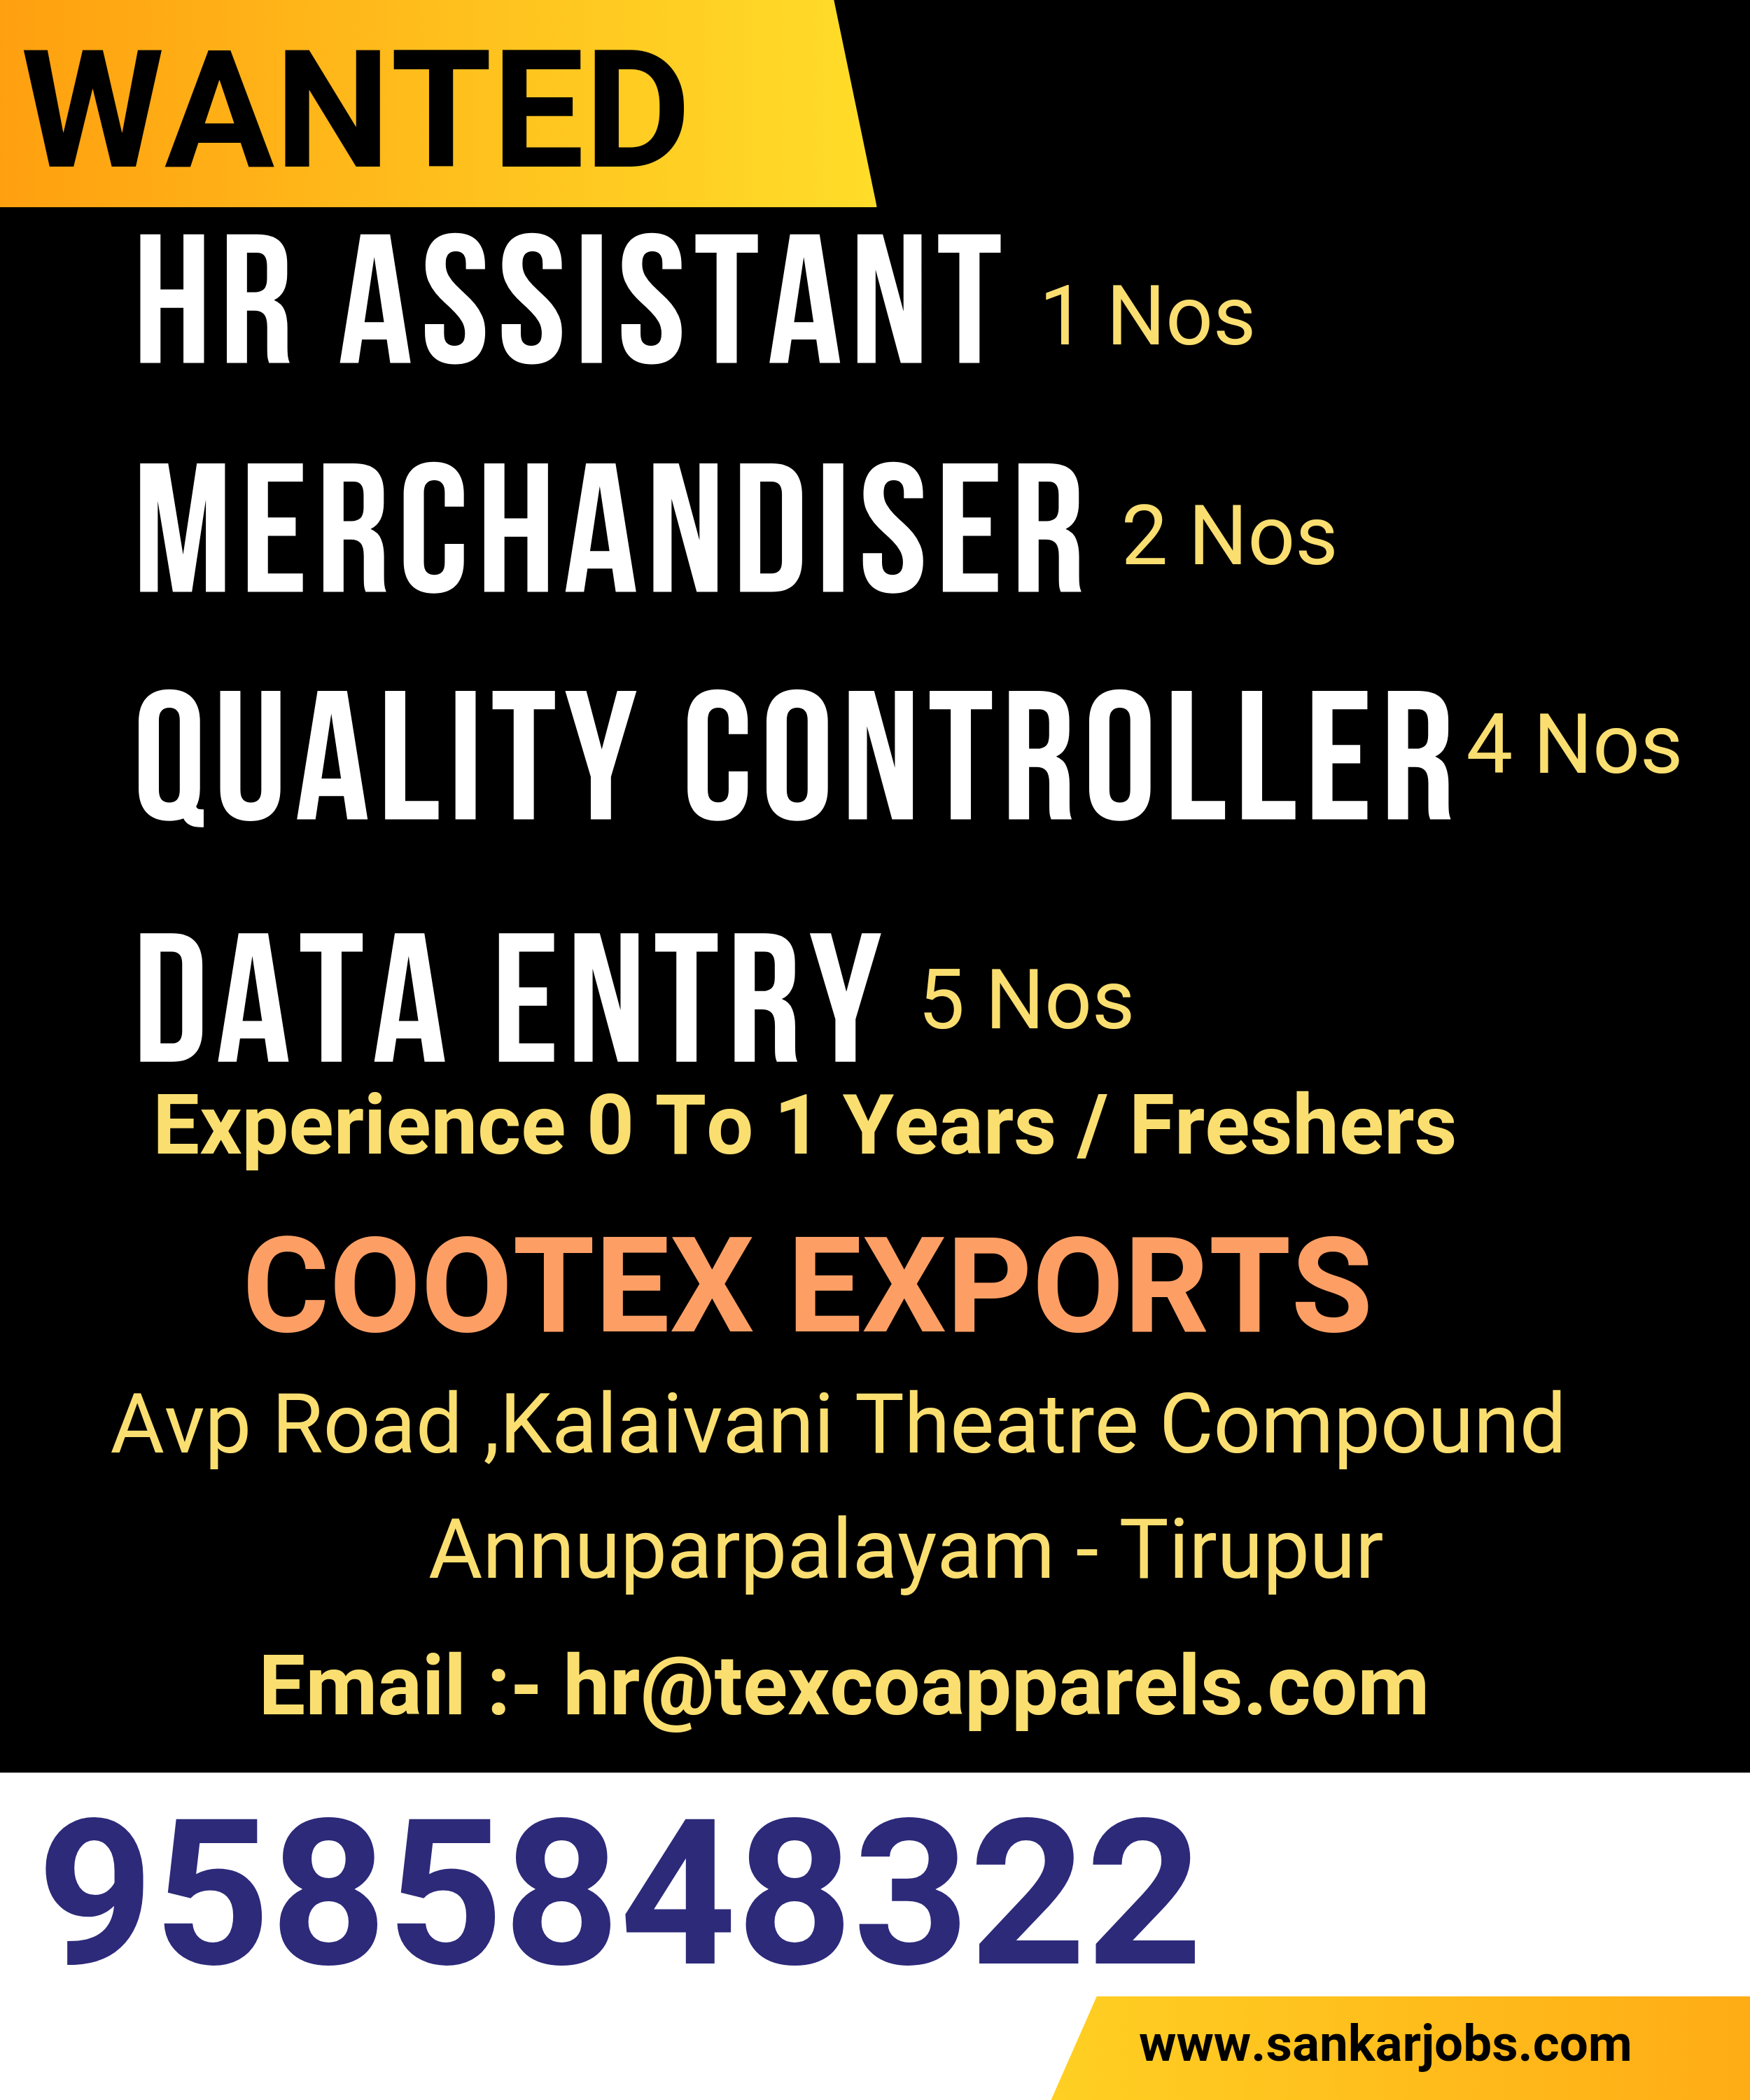 WANTED
HR ASSISTANT 1 Nos
MERCHANDISER 2 Nos
QUALITY CONTROLLER 4 Nos
DATA ENTRY 5 Nos
Experience 0 To 1 Years / Freshers
COOTEX EXPORTS
Avp Road ,Kalaivani Theatre Compound
Annuparpalayam - Tirupur
Email :- hr@texcoapparels.com
9585848322
www.sankarjobs.com